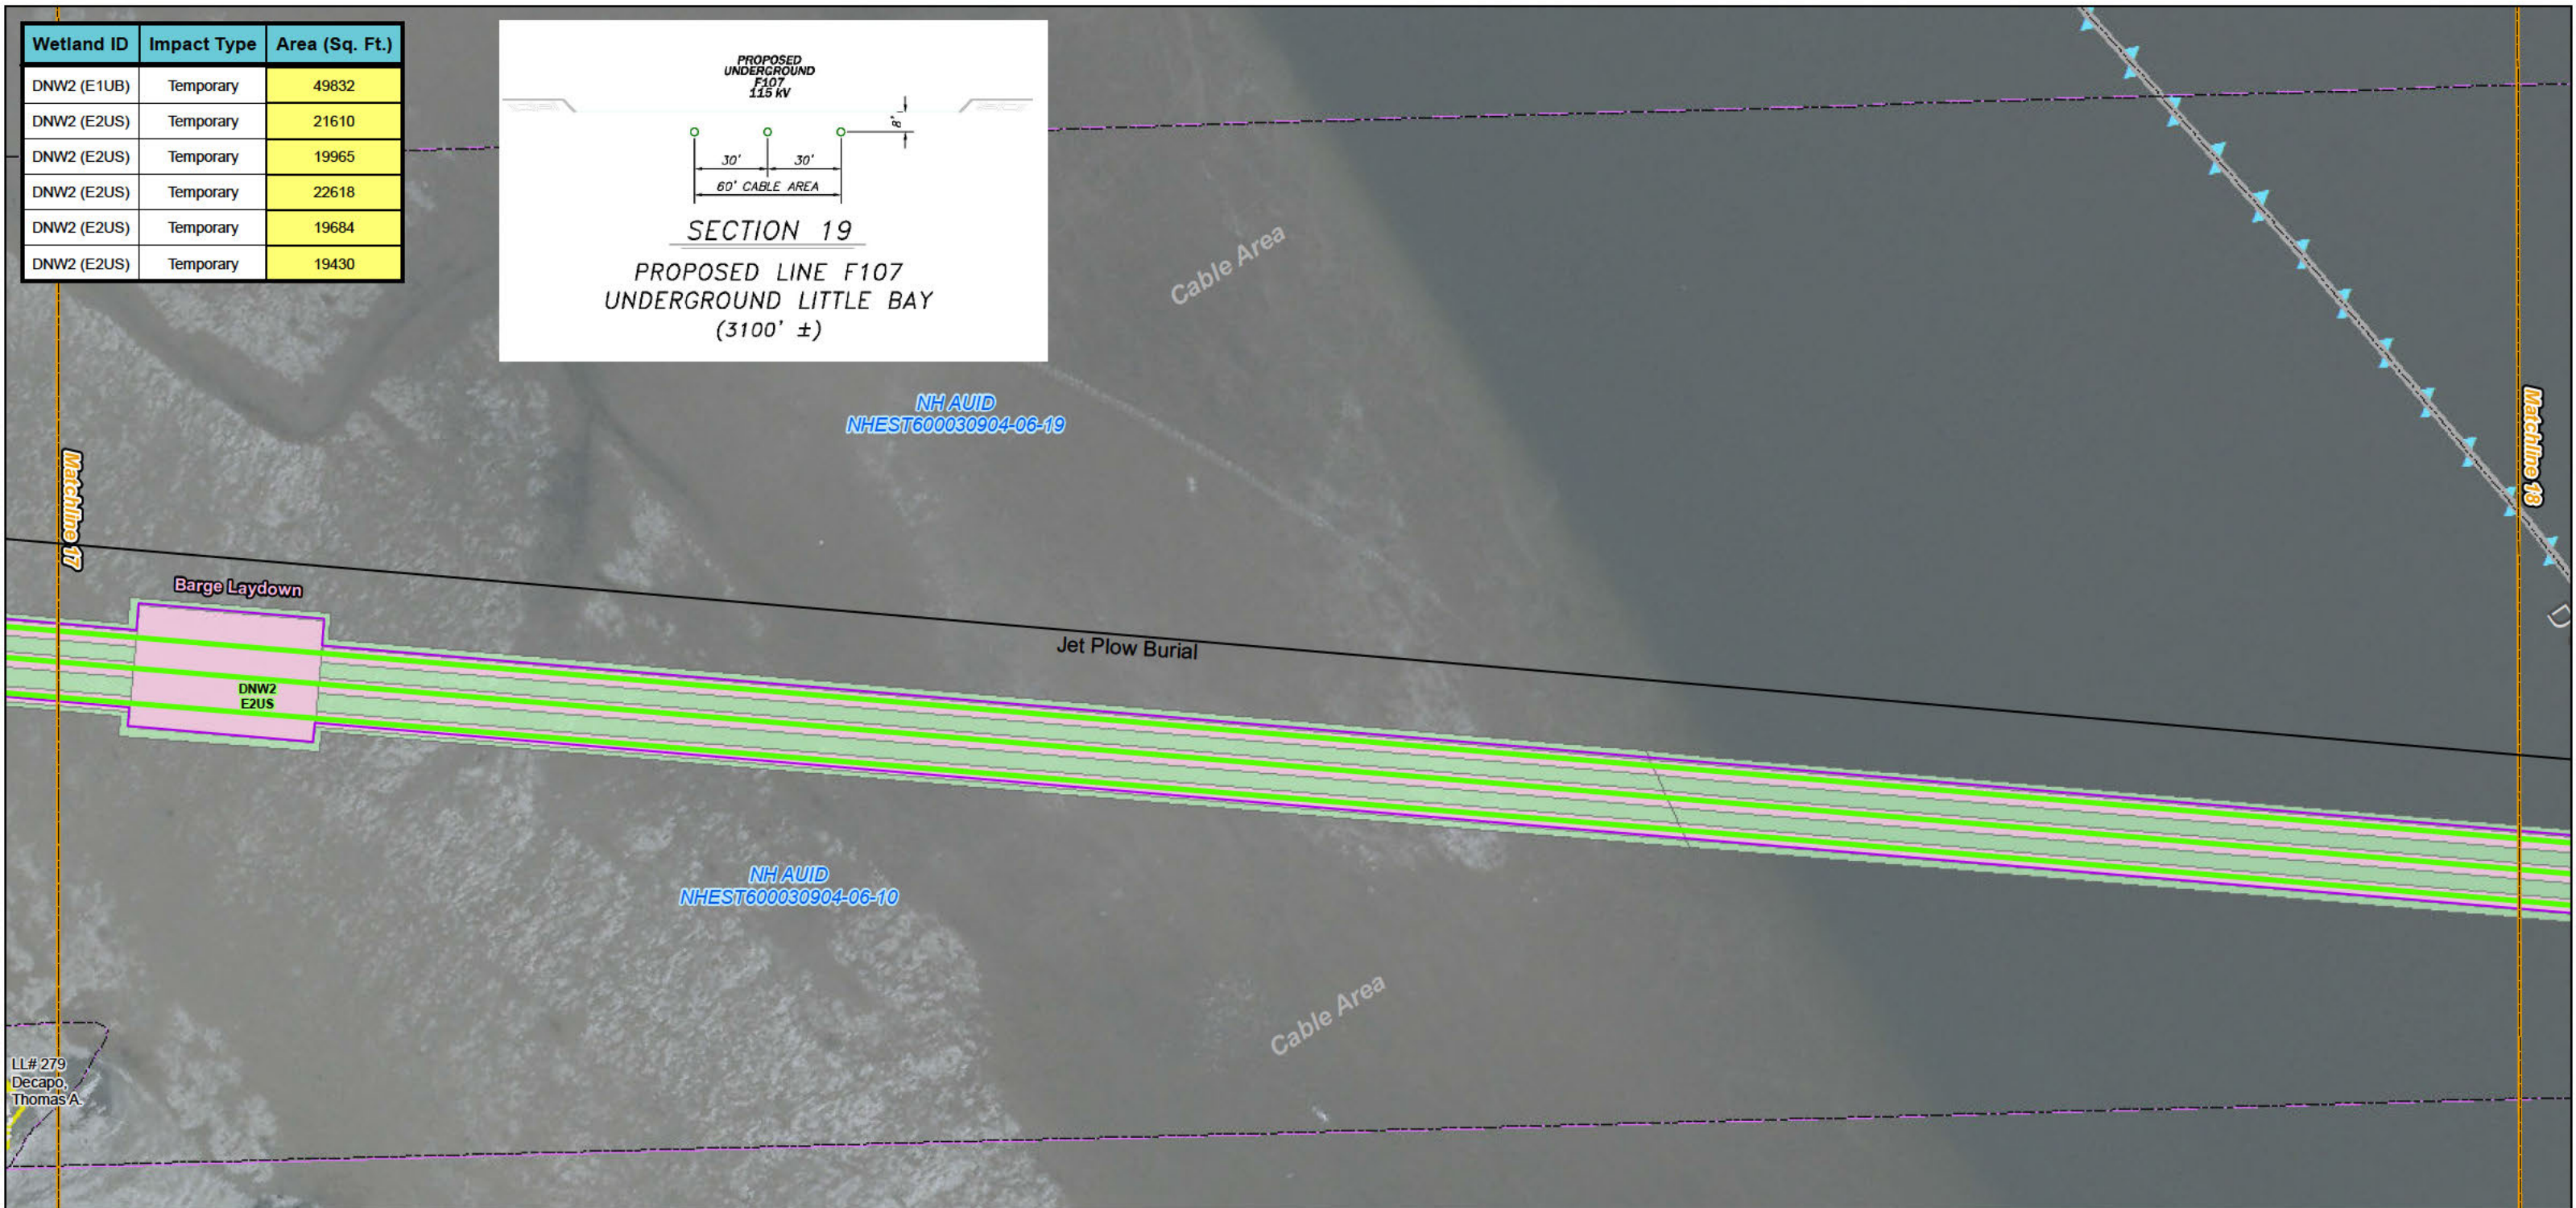 Wetland ID Impact Type Area (Sq. Ft.)
DNW2 (E1UB) Temporary 49832
DNW2 (E2US) Temporary 21610
DNW2 (E2US) Temporary 19965
DNW2 (E2US) Temporary 22618
DNW2 (E2US) Temporary 19684
DNW2 (E2US) Temporary 19430
PROPOSED
UNDERGROUND
F107
115 kV
8'
30' 30'
60' CABLE AREA
SECTION 19
PROPOSED LINE F107
UNDERGROUND LITTLE BAY
(3100' ±)
Cable Area
NH AUID
NHEST600030904-06-19
Matchline 17
Matchline 18
Barge Laydown
D
Jet Plow Burial
DNW2
E2US
NH AUID
NHEST600030904-06-10
Cable Area
LL# 279
Decapo,
Thomas A.